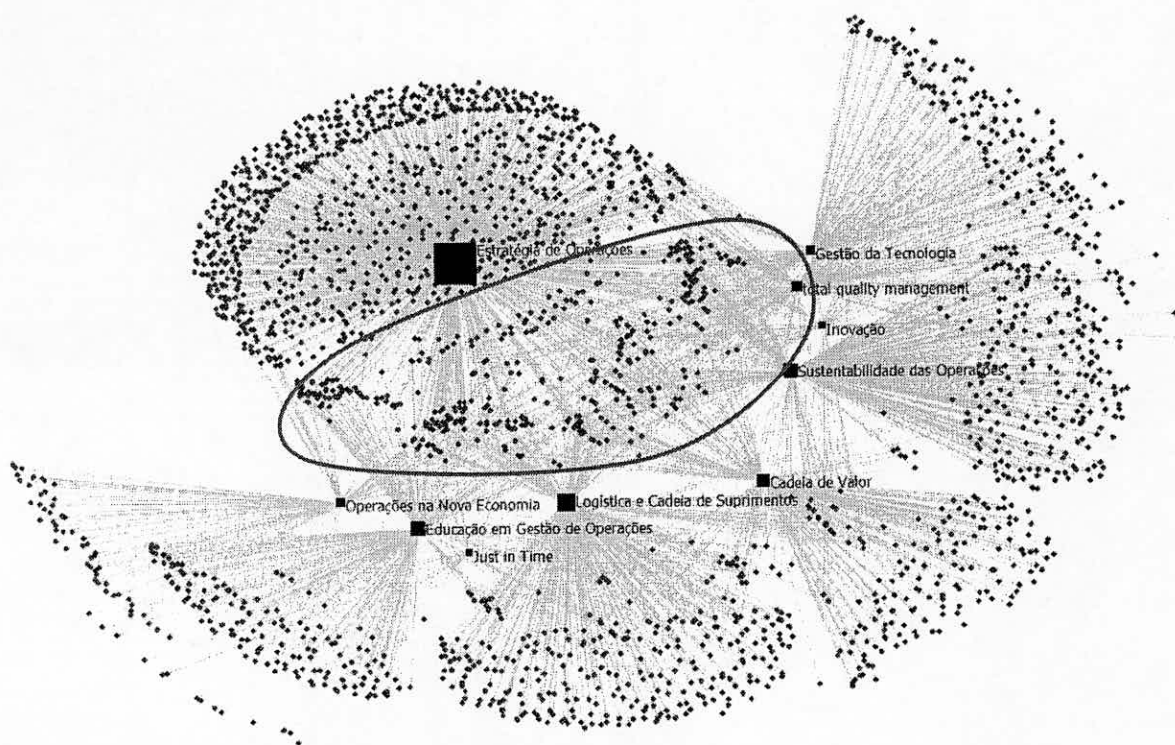 Estratégia de Operações
Gestão da Tecnologia
total quality management
Inovação
Sustentabilidade das Operações
Cadeia de Valor
Operações na Nova Economia
Logística e Cadeia de Suprimentos
Educação em Gestão de Operações
Just in Time